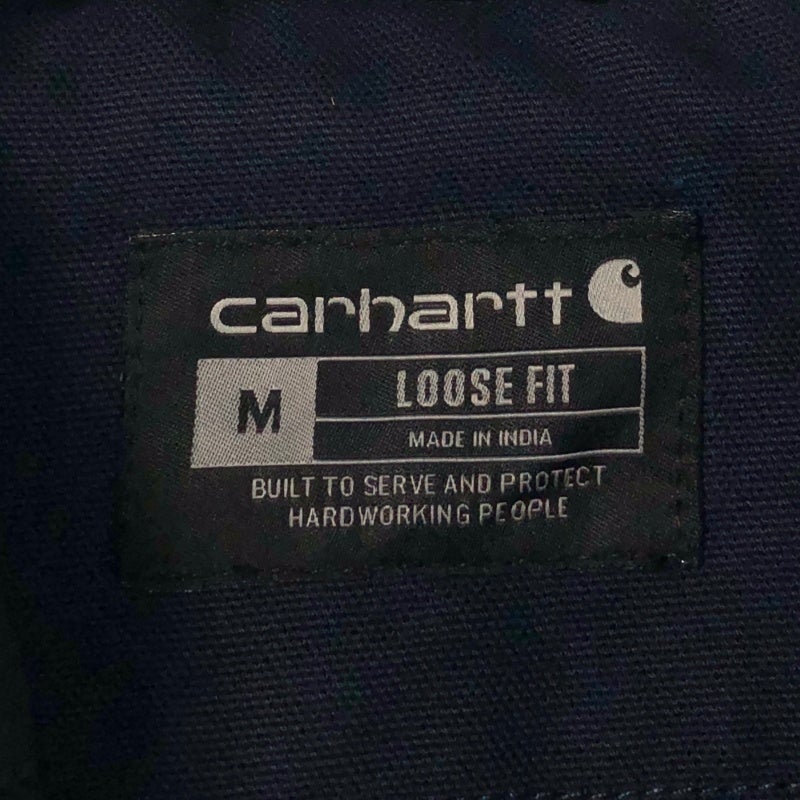 carhartt
M
LOOSE FIT
MADE IN INDIA
BUILT TO SERVE AND PROTECT
HARDWORKING PEOPLE